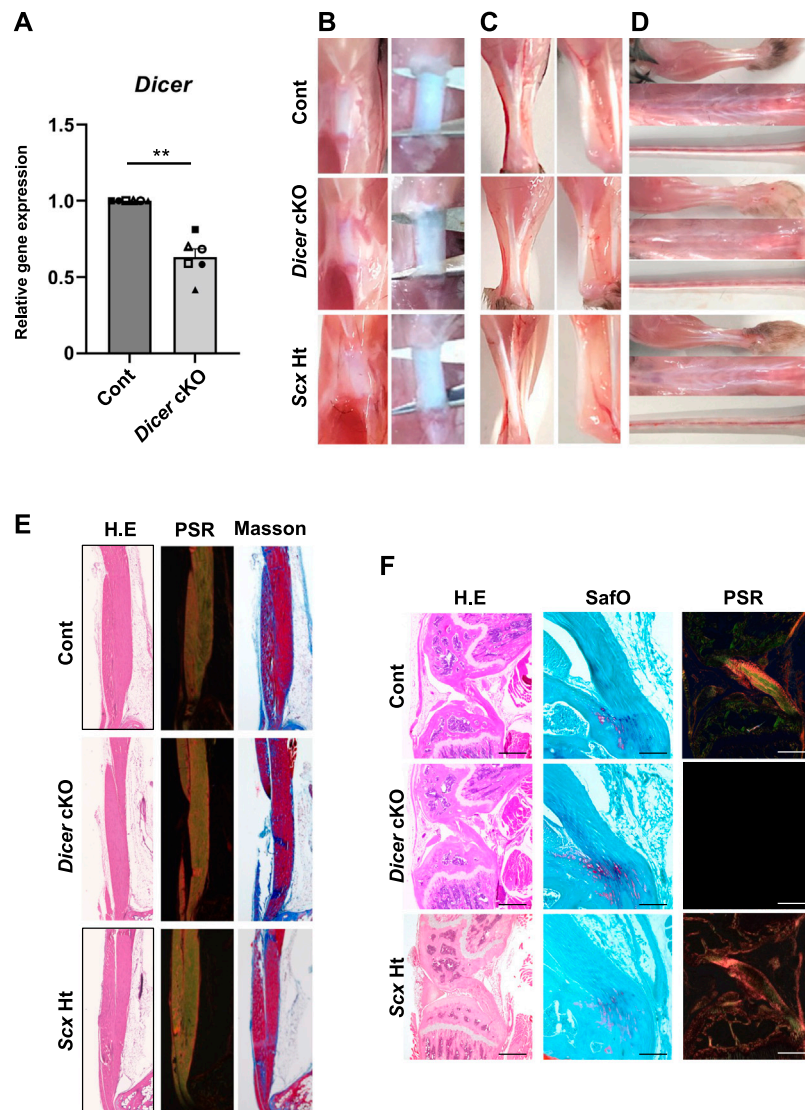 A
B
C
D
Dicer
Relative gene expression
1.5
1.0
0.5
0
**
Cont
Dicer cKO
Cont
Dicer cKO
Scx Ht
E
H.E
PSR
Masson
Cont
Dicer cKO
Scx Ht
F
H.E
SafO
PSR
Cont
Dicer cKO
Scx Ht